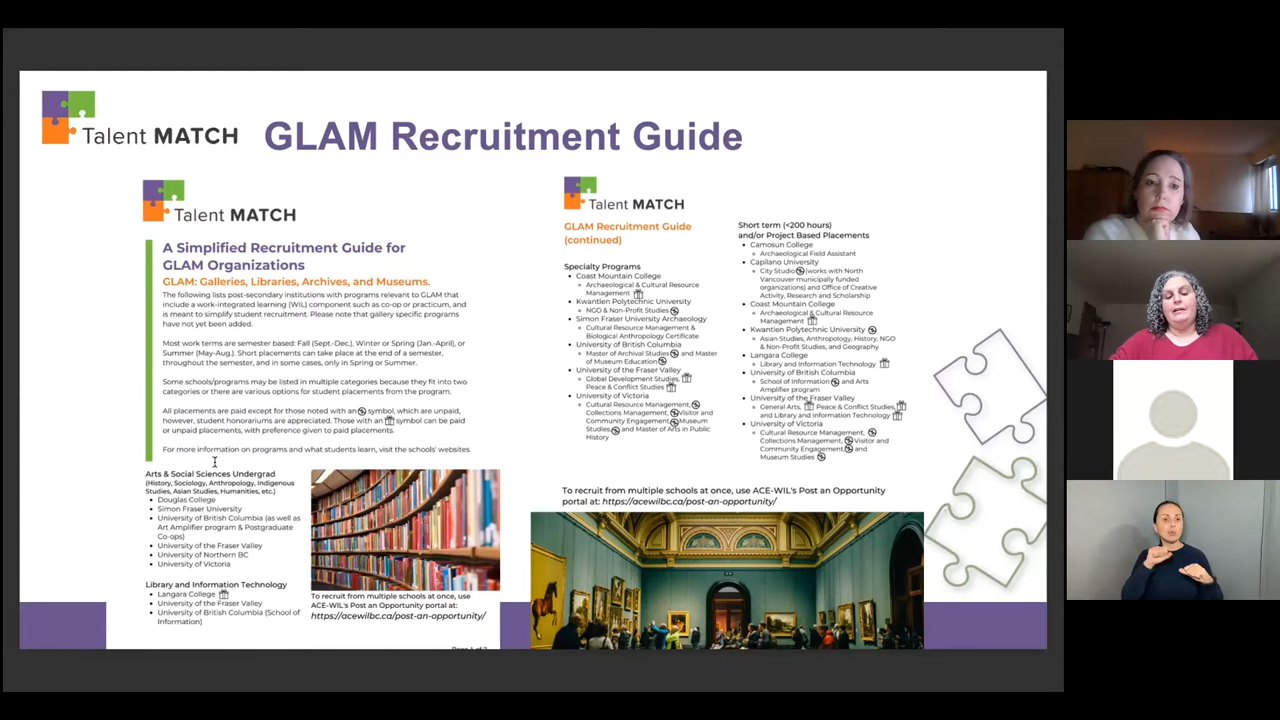 Talent MATCH
GLAM Recruitment Guide
Talent MATCH
A Simplified Recruitment Guide for
GLAM Organizations
GLAM: Galleries, Libraries, Archives, and Museums.
The following lists post-secondary institutions with programs relevant to GLAM that
include a work-integrated learning (WIL) component such as co-op or practicum, and
is meant to simplify student recruitment. Please note that gallery specific programs
have not yet been added.
Most work terms are semester based: Fall (Sept.-Dec.), Winter or Spring (Jan.-April), or
Summer (May-Aug.). Short placements can take place at the end of a semester,
throughout the semester, and in some cases, only in Spring or Summer.
Some schools/programs may be listed in multiple categories because they fit into two
categories or there are various options for student placements from the program.
All placements are paid except for those noted with an symbol, which are unpaid,
however, student honorariums are appreciated. Those with an symbol can be paid
or unpaid placements, with preference given to paid placements.
For more information on programs and what students learn, visit the schools' websites.
Arts & Social Sciences Undergrad
(History, Sociology, Anthropology, Indigenous
Studies, Asian Studies, Humanities, etc.)
• Douglas College
• Simon Fraser University
• University of British Columbia (as well as
Art Amplifier program & Postgraduate
Co-ops)
• University of the Fraser Valley
• University of Northern BC
• University of Victoria
Library and Information Technology
• Langara College
• University of the Fraser Valley
• University of British Columbia (School of
Information)
To recruit from multiple schools at once, use
ACE-WIL's Post an Opportunity portal at:
https://acewilbc.ca/post-an-opportunity/
Page 1 of 2
Talent MATCH
GLAM Recruitment Guide
(continued)
Specialty Programs
• Coast Mountain College
Archaeological & Cultural Resource
Management
• Kwantlen Polytechnic University
NGO & Non-Profit Studies
• Simon Fraser University Archaeology
Cultural Resource Management &
Biological Anthropology Certificate
• University of British Columbia
Master of Archival Studies and Master
of Museum Education
• University of the Fraser Valley
Global Development Studies,
Peace & Conflict Studies
• University of Victoria
Cultural Resource Management,
Collections Management, Visitor and
Community Engagement, Museum
Studies, and Master of Arts in Public
History
Short term (<200 hours)
and/or Project Based Placements
• Camosun College
Archaeological Field Assistant
• Capilano University
City Studio (works with North
Vancouver municipally funded
organizations) and Office of Creative
Activity, Research and Scholarship
• Coast Mountain College
Archaeological & Cultural Resource
Management
• Kwantlen Polytechnic University
Asian Studies, Anthropology, History, NGO
& Non-Profit Studies, and Geography
• Langara College
Library and Information Technology
• University of British Columbia
School of Information and Arts
Amplifier program
• University of the Fraser Valley
General Arts, Peace & Conflict Studies,
and Library and Information Technology
• University of Victoria
Cultural Resource Management,
Collections Management, Visitor and
Community Engagement, and
Museum Studies
To recruit from multiple schools at once, use ACE-WIL's Post an Opportunity
portal at: https://acewilbc.ca/post-an-opportunity/